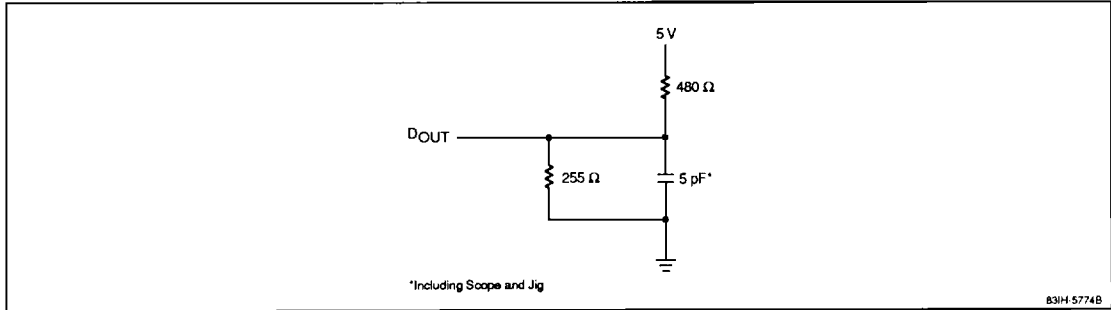 5 V
480 Ω
DOUT
255 Ω
5 pF*
*Including Scope and Jig
83IH-5774B